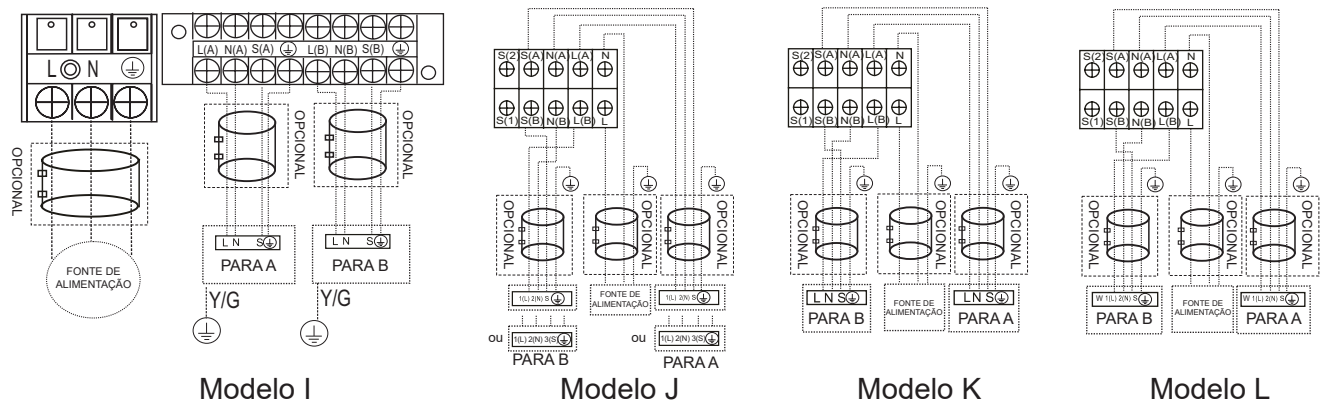 L N
OPCIONAL
FONTE DE
ALIMENTAÇÃO
L(A) N(A) S(A) L(B) N(B) S(B)
OPCIONAL
OPCIONAL
L N S
PARA A
Y/G
L N S
PARA B
Y/G
Modelo I
S(2) S(A) N(A) L(A) N
S(1) S(B) N(B) L(B) L
OPCIONAL
OPCIONAL
OPCIONAL
1(L) 2(N) S
FONTE DE
ALIMENTAÇÃO
1(L) 2(N) S
ou
1(L) 2(N) 3(S)
PARA B
ou
1(L) 2(N) 3(S)
PARA A
Modelo J
S(2) S(A) N(A) L(A) N
S(1) S(B) N(B) L(B) L
OPCIONAL
OPCIONAL
OPCIONAL
L N S
PARA B
FONTE DE
ALIMENTAÇÃO
L N S
PARA A
Modelo K
S(2) S(A) N(A) L(A) N
S(1) S(B) N(B) L(B) L
OPCIONAL
OPCIONAL
OPCIONAL
W 1(L) 2(N) S
PARA B
FONTE DE
ALIMENTAÇÃO
W 1(L) 2(N) S
PARA A
Modelo L